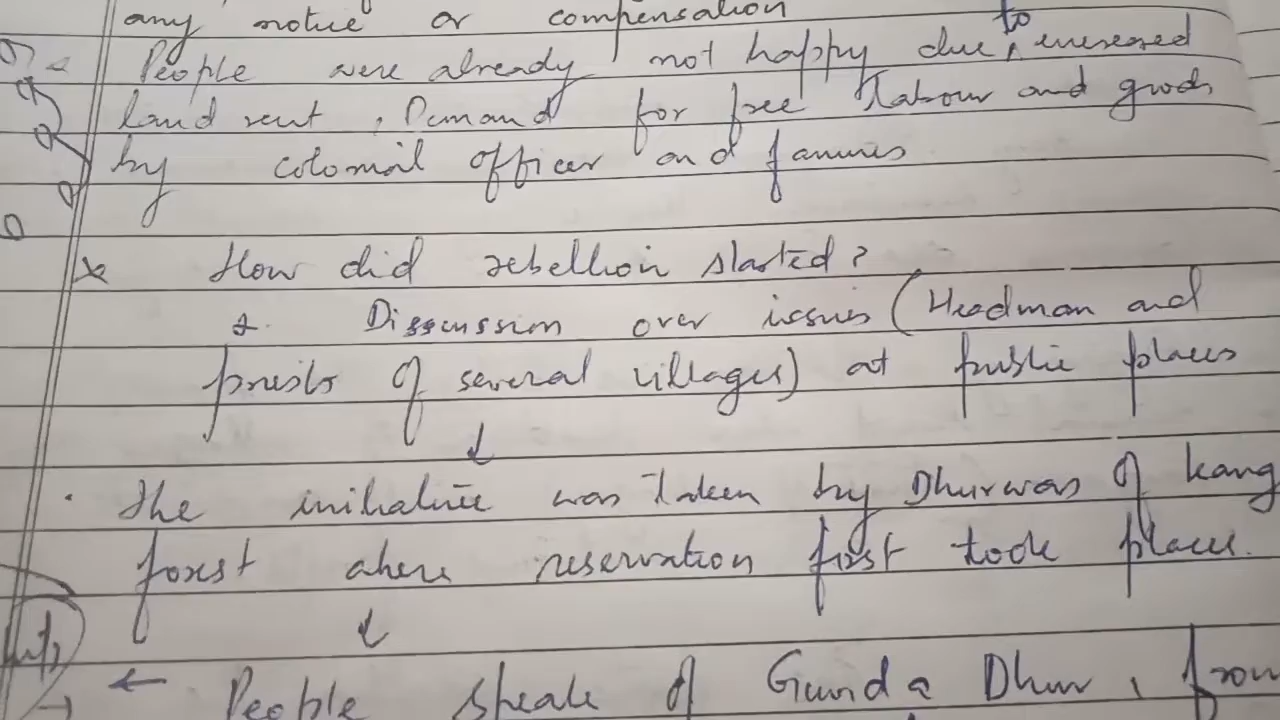 any notice or compensation
People were already not happy due to increased
land rent, Demand for free labour and goods
by colonial officer and famines
How did rebellion started?
Disscussion over issues (Headman and
priests of several villages) at public places
↓
The initiative was taken by Dhurwas of Kang
forest where reservation first took place.
↓
← People speak of Gunda Dhur, from